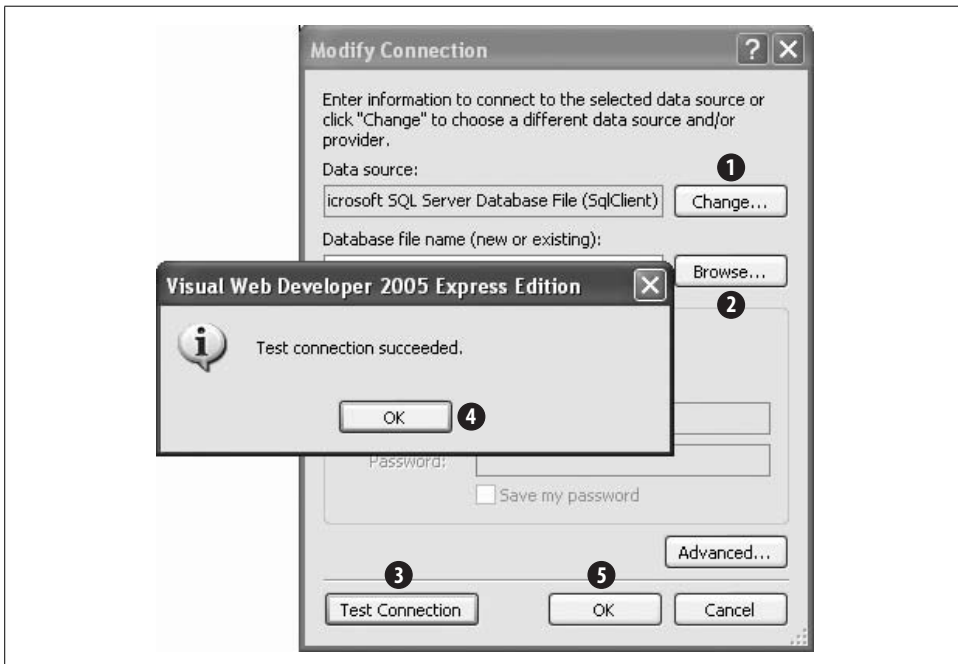 Modify Connection
Enter information to connect to the selected data source or
click "Change" to choose a different data source and/or
provider.
1
Data source:
icrosoft SQL Server Database File (SqlClient)
Change...
Database file name (new or existing):
Browse...
2
Visual Web Developer 2005 Express Edition
Test connection succeeded.
OK
4
Password:
Save my password
Advanced...
3
5
Test Connection
OK
Cancel